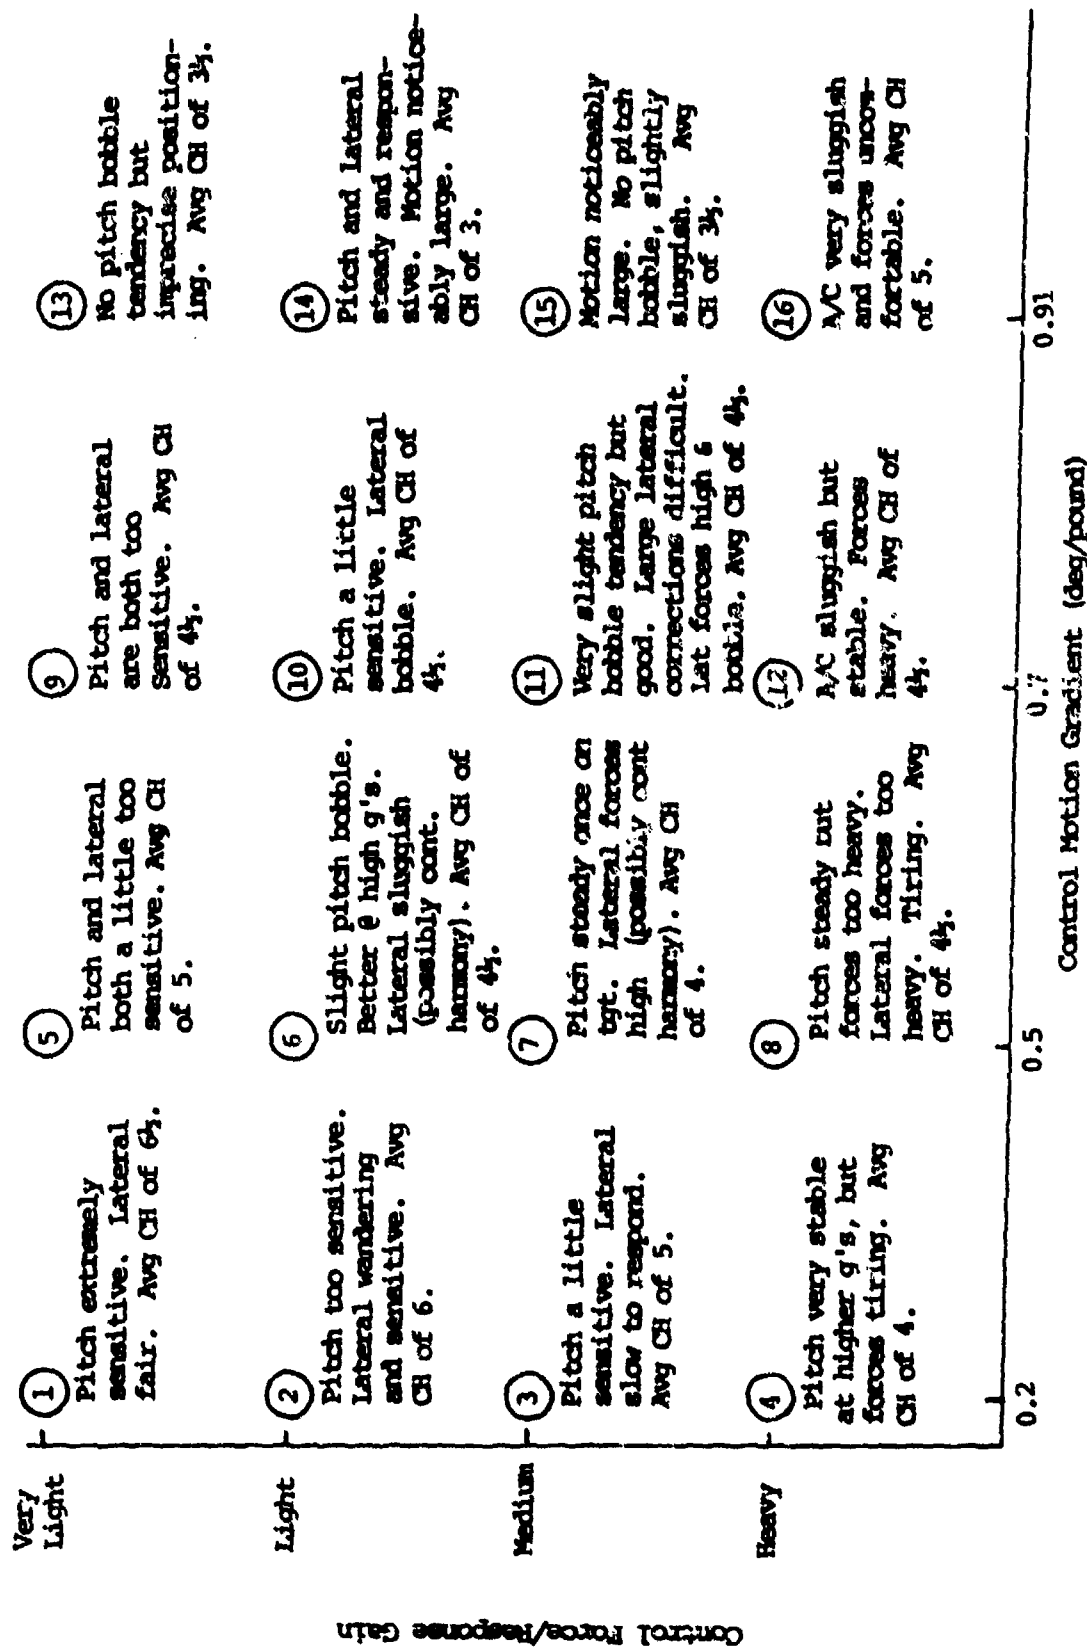 Control Force/Response Gain
Very
Light
Light
Medium
Heavy
1
Pitch extremely
sensitive. Lateral
fair. Avg CH of 6½.
5
Pitch and lateral
both a little too
sensitive. Avg CH
of 5.
9
Pitch and lateral
are both too
Sensitive. Avg CH
of 4½.
13
No pitch bobble
tendency but
imprecise position-
ing. Avg CH of 3½.
2
Pitch too sensitive.
Lateral wandering
and sensitive. Avg
CH of 6.
6
Slight pitch bobble.
Better @ high g's.
Lateral sluggish
(possibly cont.
harmony). Avg CH of
of 4½.
10
Pitch a little
sensitive. Lateral
bobble. Avg CH of
4½.
14
Pitch and lateral
steady and respon-
sive. Motion notice-
ably large. Avg
CH of 3.
3
Pitch a little
sensitive. Lateral
slow to respond.
Avg CH of 5.
7
Pitch steady once on
tgt. Lateral forces
high (possibly cont
harmony). Avg CH
of 4.
11
Very slight pitch
bobble tendency but
good. Large lateral
corrections difficult.
Lat forces high &
bobble. Avg CH of 4½.
15
Motion noticeably
large. No pitch
bobble, slightly
sluggish. Avg
CH of 3½.
4
Pitch very stable
at higher g's, but
forces tiring. Avg
CH of 4.
8
Pitch steady but
forces too heavy.
Lateral forces too
heavy. Tiring. Avg
CH of 4½.
12
A/C sluggish but
stable. Forces
heavy. Avg CH of
4½.
16
A/C very sluggish
and forces uncom-
fortable. Avg CH
of 5.
0.2
0.5
0.7
0.91
Control Motion Gradient (deg/pound)